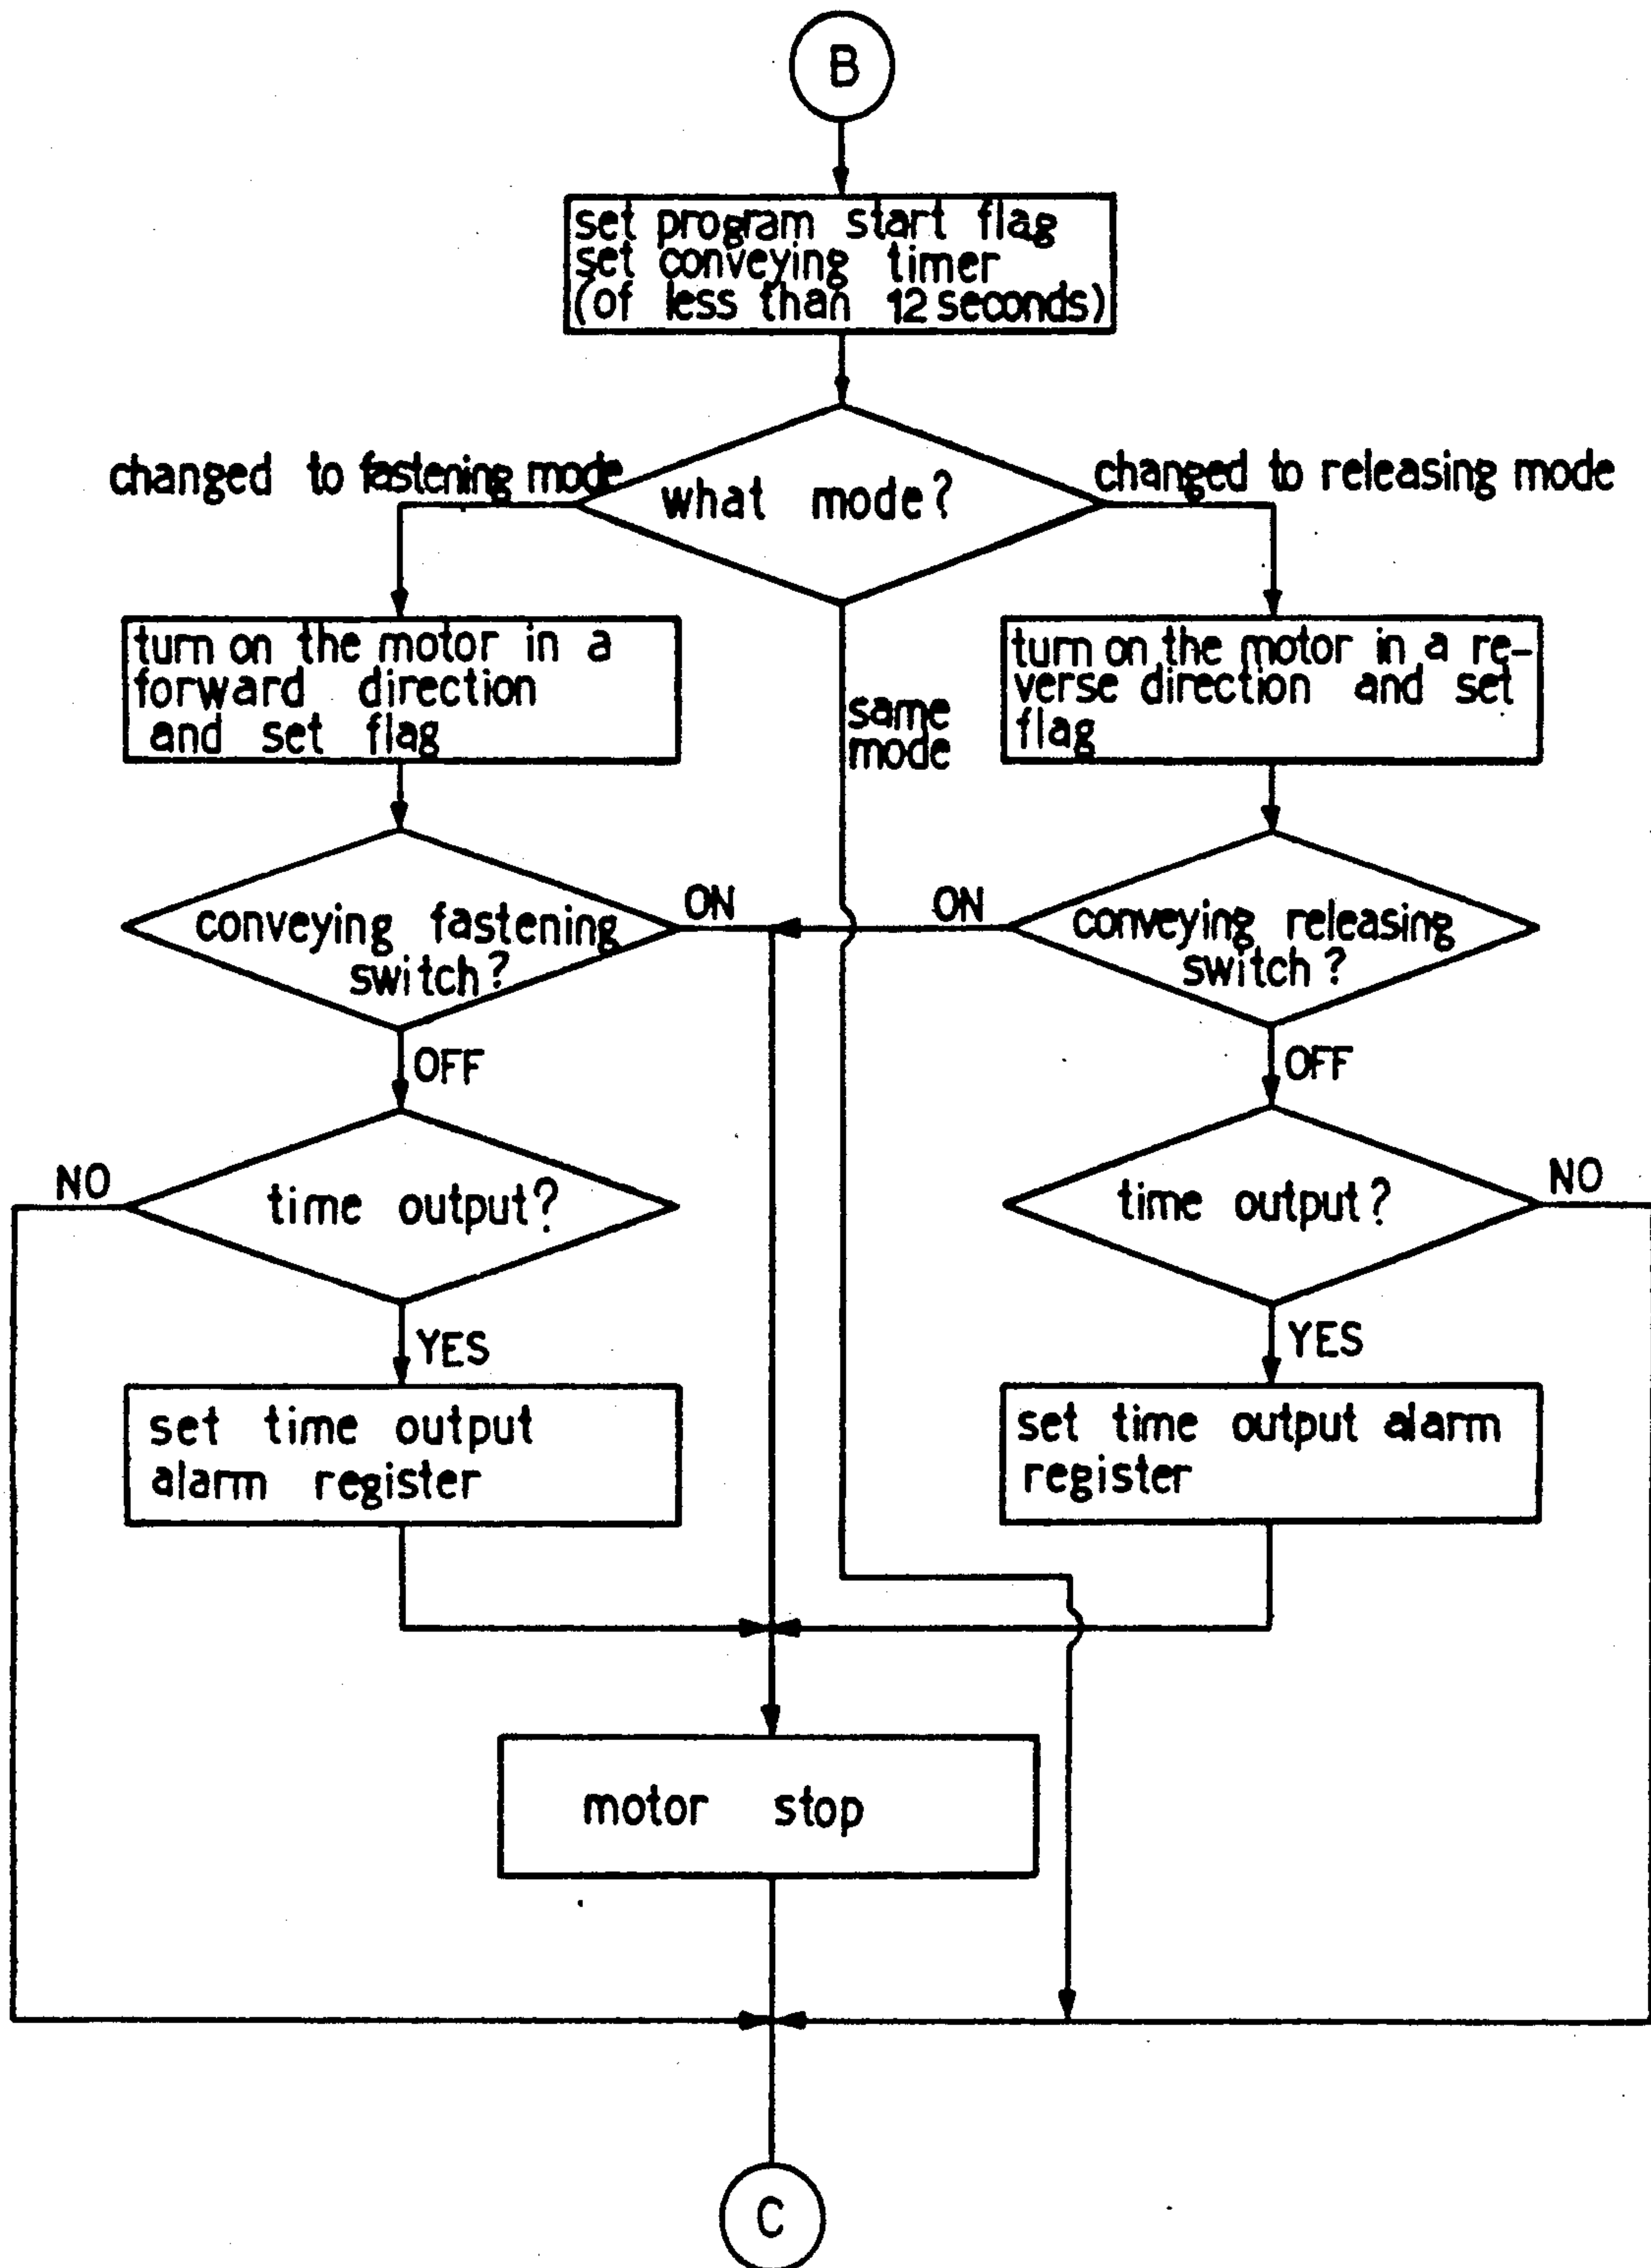 B
set program start flag
set conveying timer
(of less than 12 seconds)
changed to fastening mode
what mode?
changed to releasing mode
turn on the motor in a
forward direction
and set flag
same
mode
turn on the motor in a re-
verse direction and set
flag
conveying fastening
switch?
ON
ON
conveying releasing
switch?
OFF
OFF
NO
time output?
time output?
NO
YES
YES
set time output
alarm register
set time output alarm
register
motor stop
C